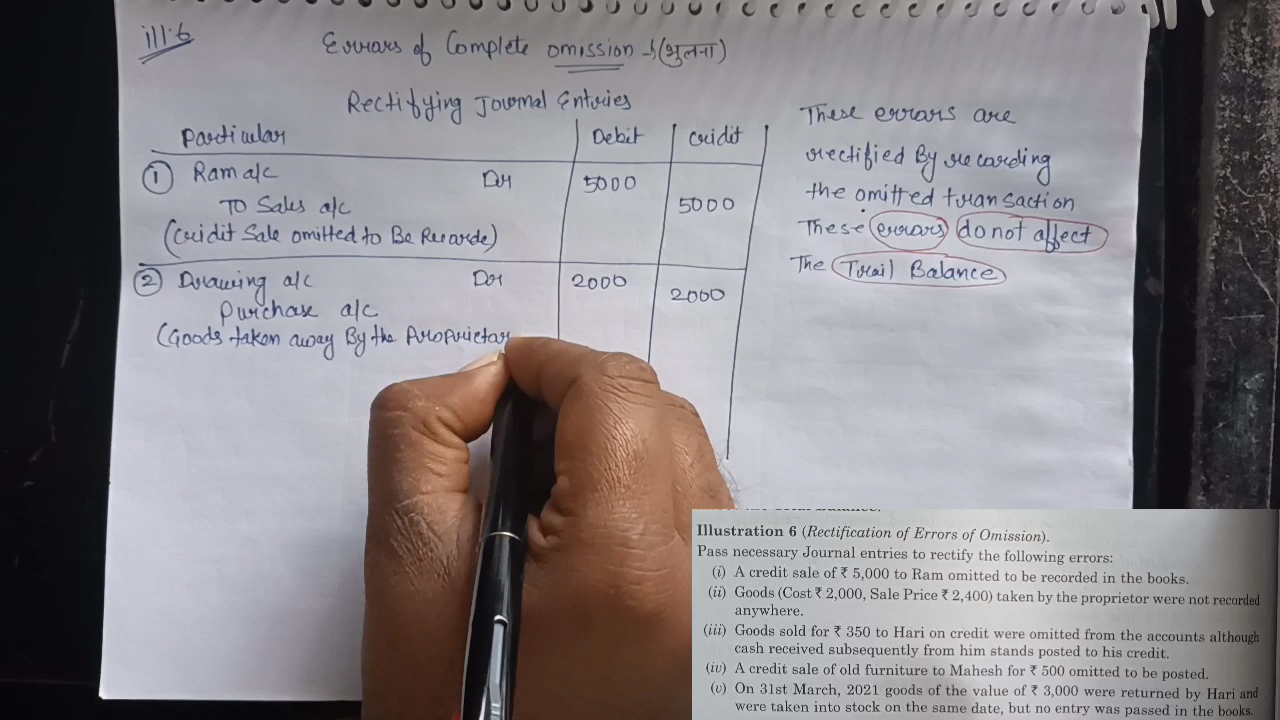 ill.6
Errors of Complete omission → (भुलना)
Rectifying Journal Entries
Particular Debit Cridit
① Ram a/c Dr 5000
To Sales a/c 5000
(Cridit Sale omitted to Be Recorde)
② Drawing a/c Dr 2000
Purchase a/c 2000
(Goods taken away By the Proprietor
These errors are
rectified By recording
the omitted transaction
These errors do not affect
The Trail Balance
Illustration 6 (Rectification of Errors of Omission).
Pass necessary Journal entries to rectify the following errors:
(i) A credit sale of ₹ 5,000 to Ram omitted to be recorded in the books.
(ii) Goods (Cost ₹ 2,000, Sale Price ₹ 2,400) taken by the proprietor were not recorded
anywhere.
(iii) Goods sold for ₹ 350 to Hari on credit were omitted from the accounts although
cash received subsequently from him stands posted to his credit.
(iv) A credit sale of old furniture to Mahesh for ₹ 500 omitted to be posted.
(v) On 31st March, 2021 goods of the value of ₹ 3,000 were returned by Hari and
were taken into stock on the same date, but no entry was passed in the books.